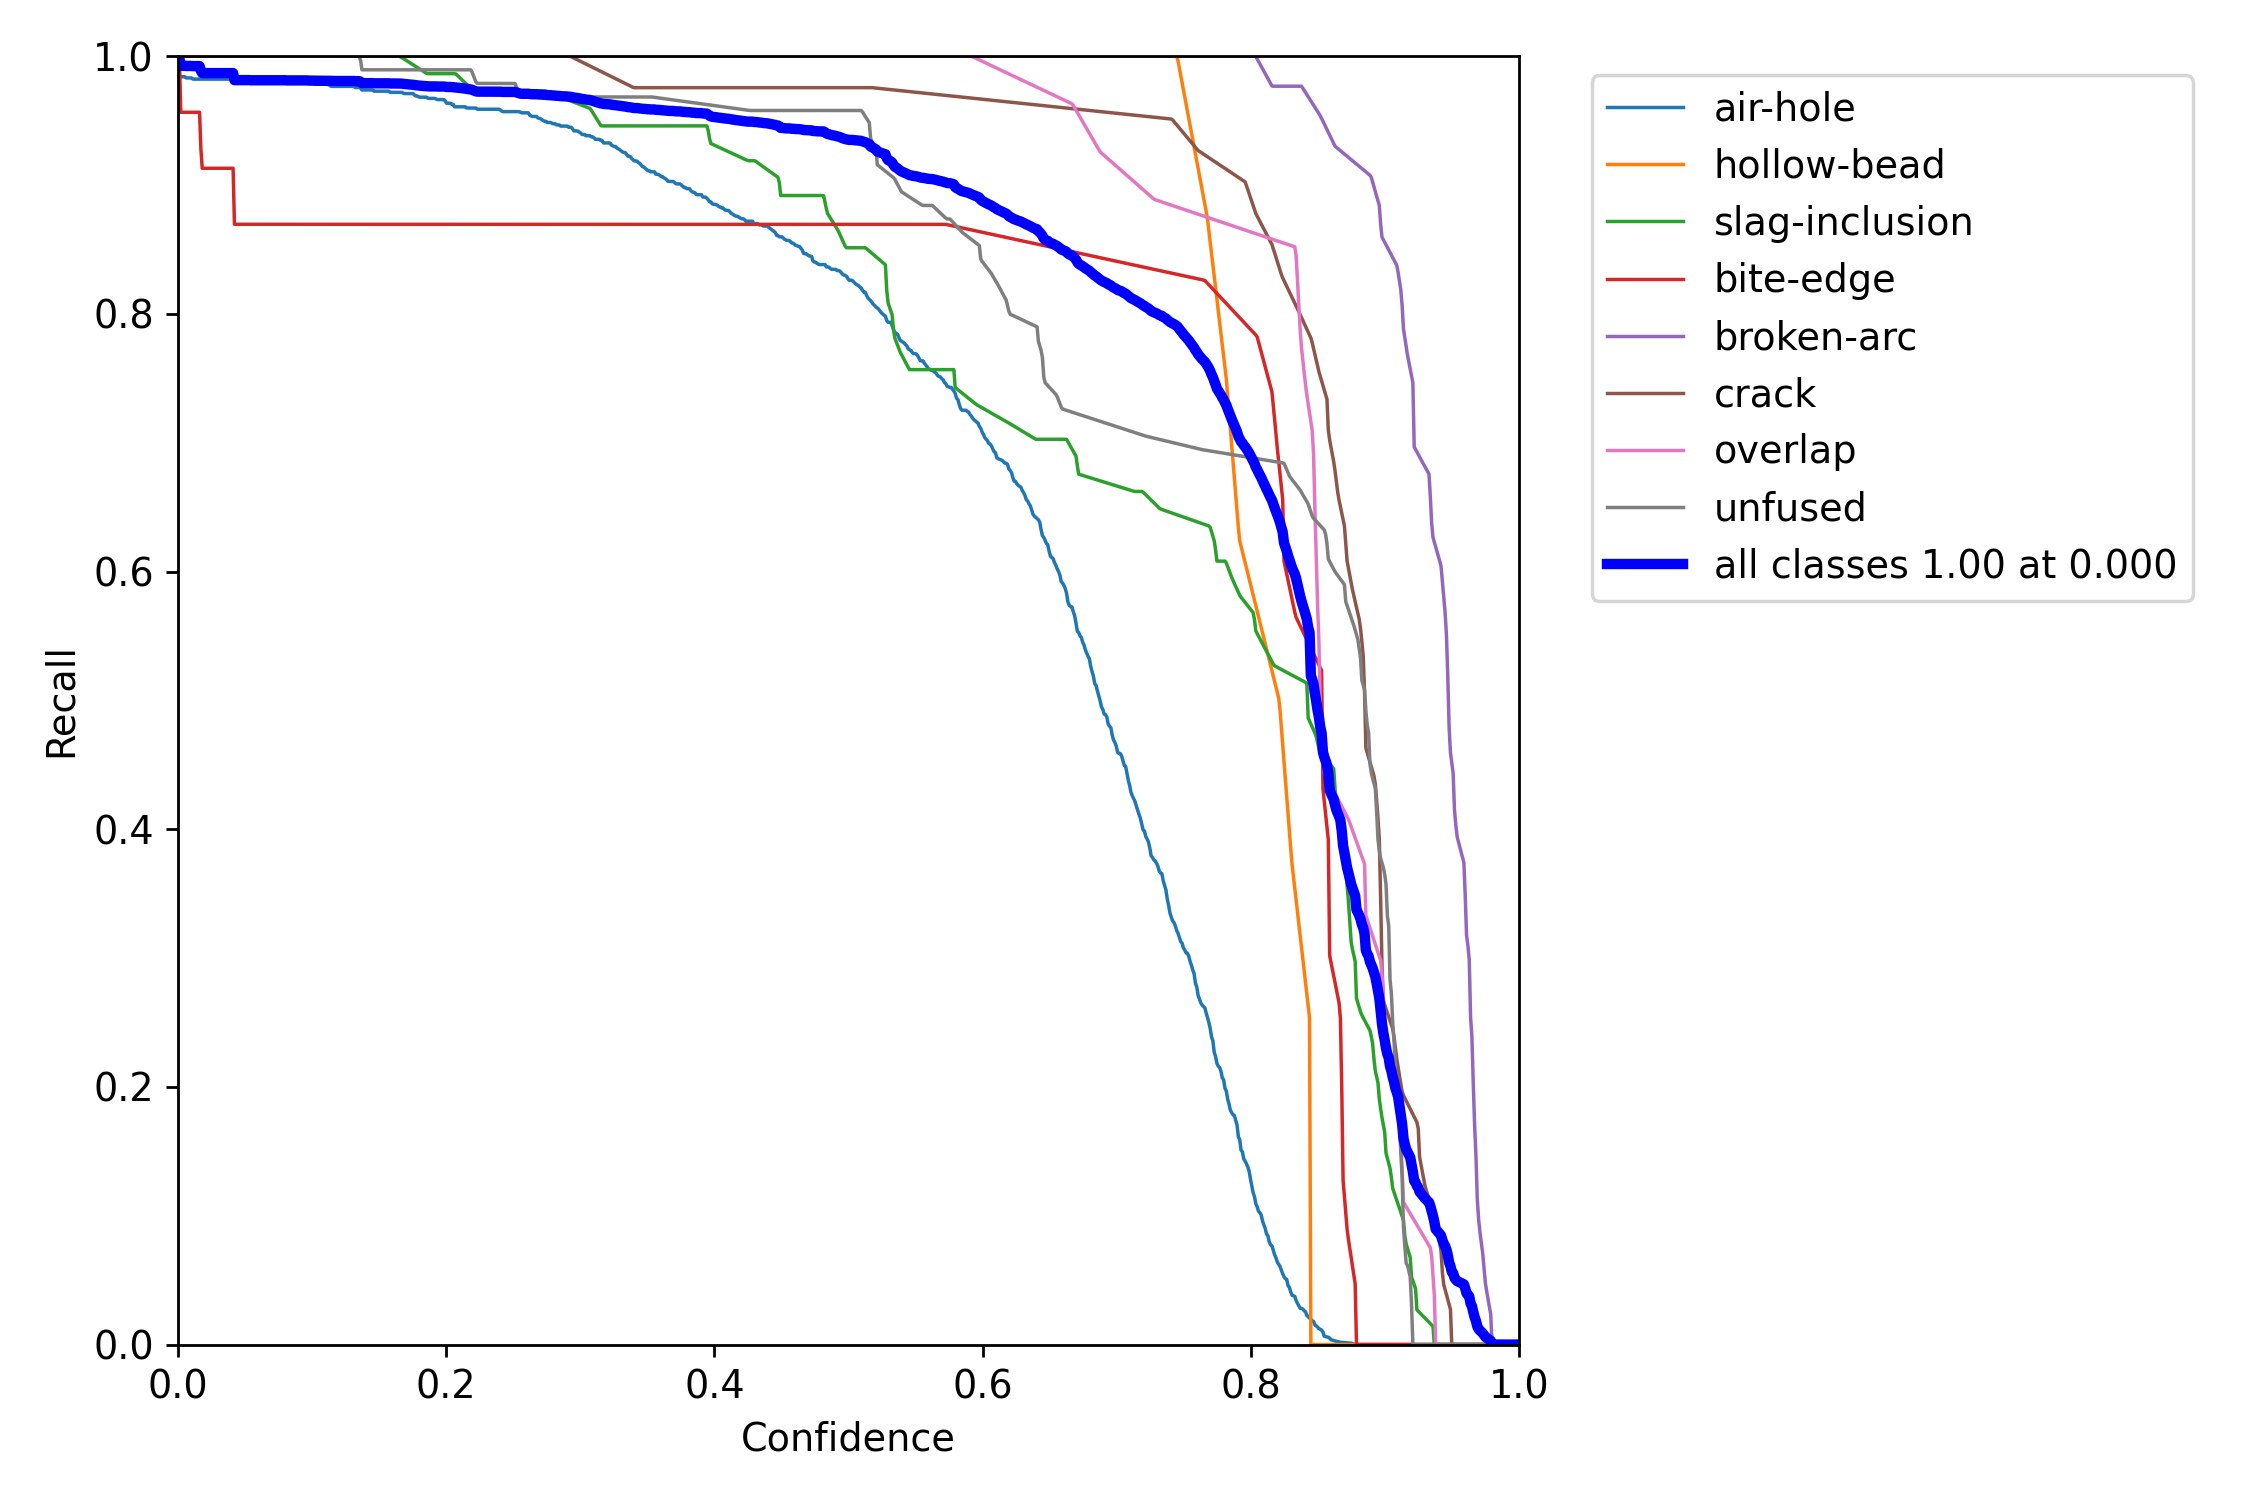 1.0
0.8
0.6
0.4
0.2
0.0
Recall
0.0 0.2 0.4 0.6 0.8 1.0
Confidence
air-hole
hollow-bead
slag-inclusion
bite-edge
broken-arc
crack
overlap
unfused
all classes 1.00 at 0.000